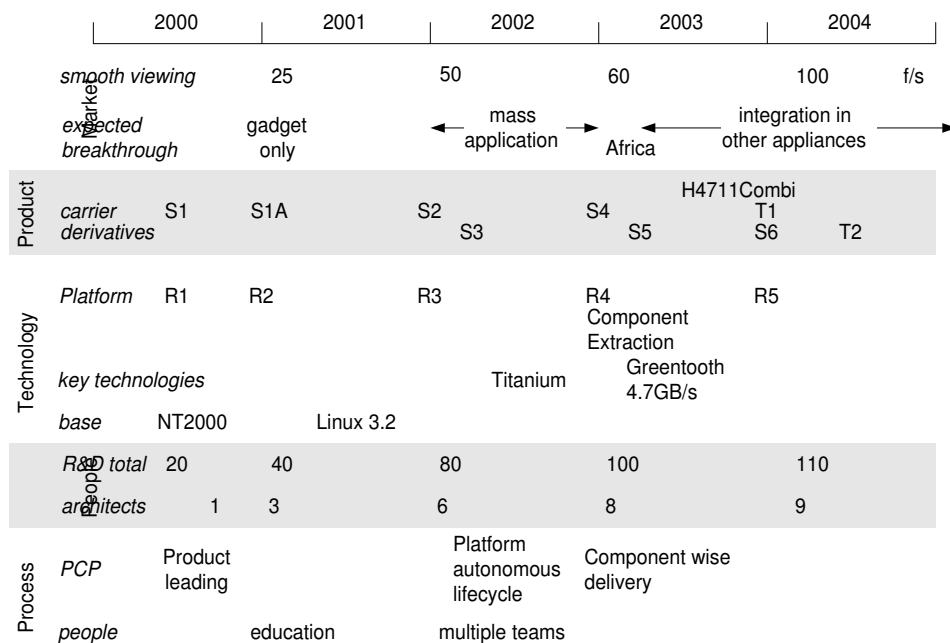 2000 2001 2002 2003 2004
Market
smooth viewing 25 50 60 100 f/s
expected breakthrough
gadget only
mass application
Africa
integration in other appliances
Product
H4711Combi
carrier S1 S1A S2 S4 T1
derivatives S3 S5 S6 T2
Technology
Platform R1 R2 R3 R4 R5
Component
Extraction
key technologies Titanium
Greentooth
4.7GB/s
base NT2000 Linux 3.2
People
R&D total 20 40 80 100 110
architects 1 3 6 8 9
Process
PCP
Product
leading
Platform
autonomous
lifecycle
Component wise
delivery
people education multiple teams